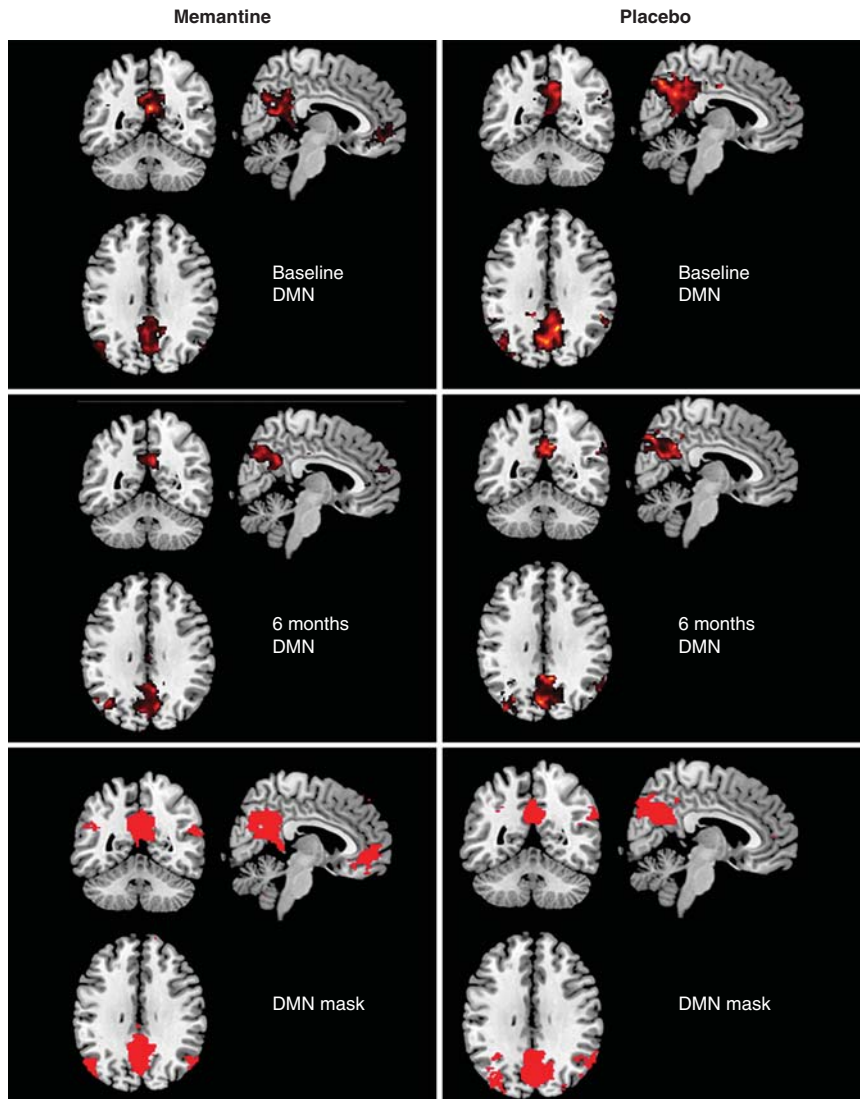 Memantine
Placebo
Baseline
DMN
Baseline
DMN
6 months
DMN
6 months
DMN
DMN mask
DMN mask